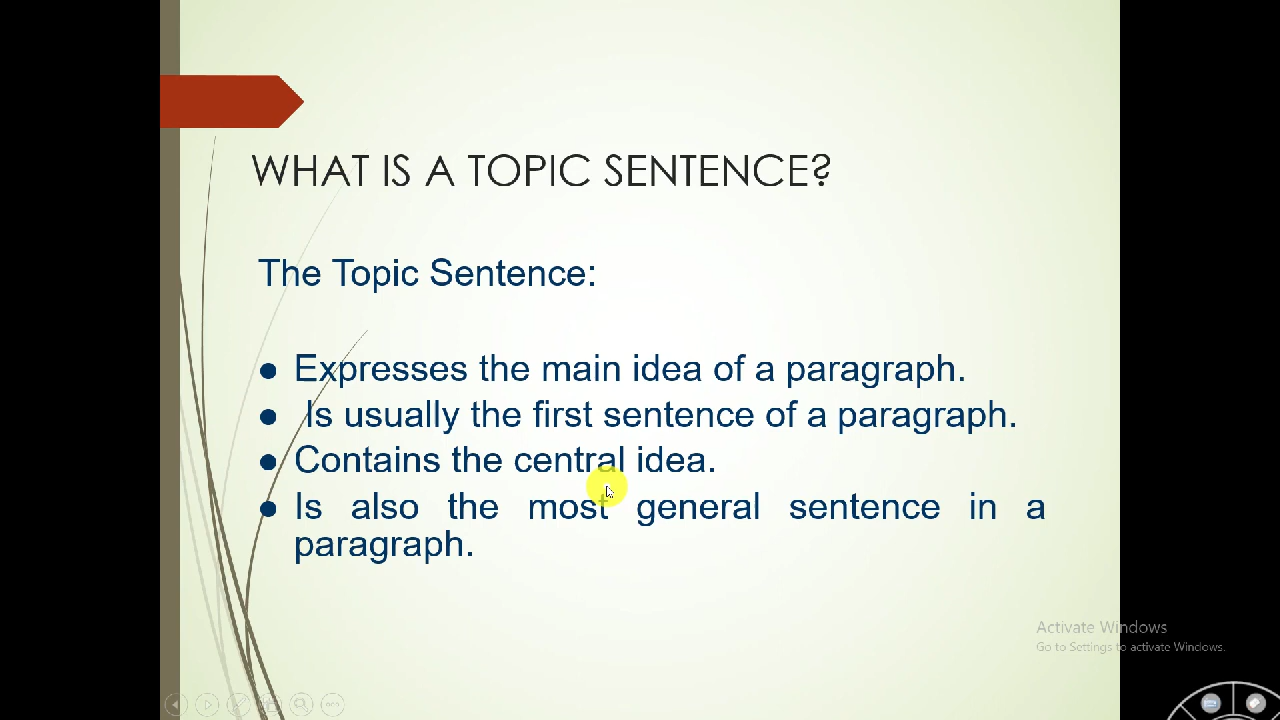 WHAT IS A TOPIC SENTENCE?
The Topic Sentence:
● Expresses the main idea of a paragraph.
● Is usually the first sentence of a paragraph.
● Contains the central idea.
● Is also the most general sentence in a
paragraph.
Activate Windows
Go to Settings to activate Windows.